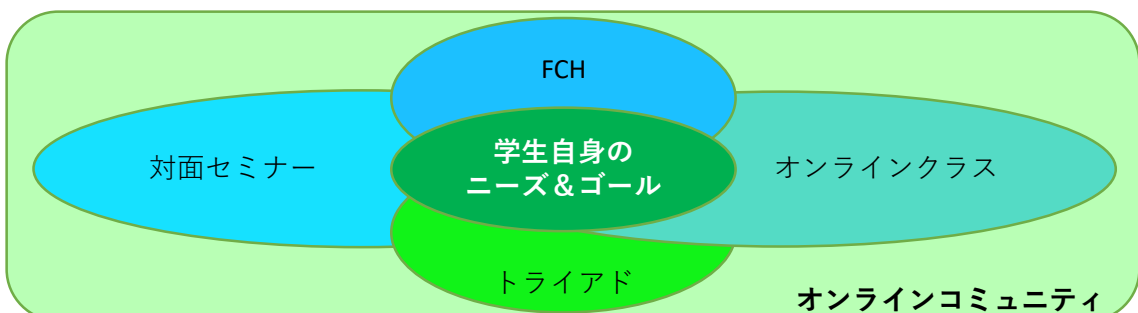 FCH
対面セミナー
学生自身の
ニーズ＆ゴール
オンラインクラス
トライアド
オンラインコミュニティ